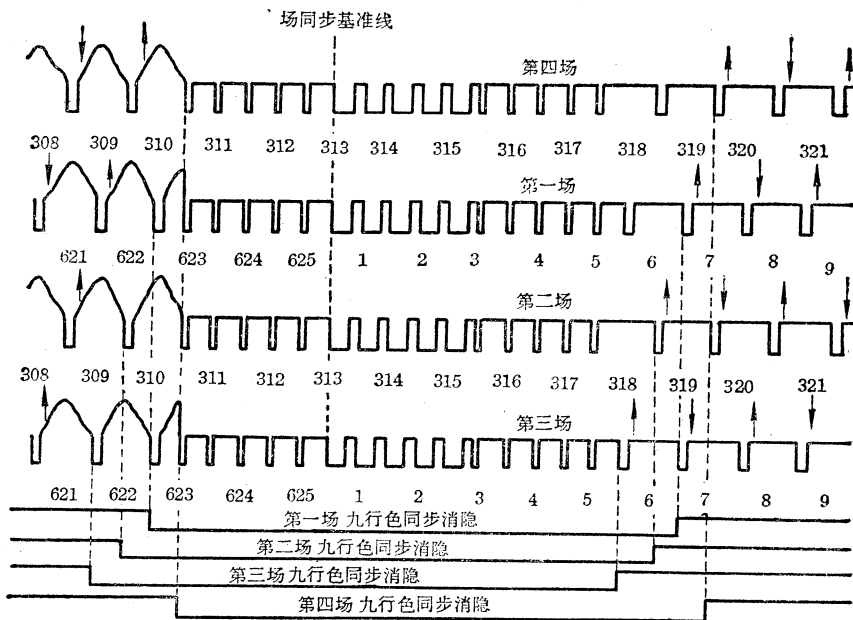 场同步基准线
第四场
308 309 310 311 312 313 314 315 316 317 318 319 320 321
第一场
621 622 623 624 625 1 2 3 4 5 6 7 8 9
第二场
308 309 310 311 312 313 314 315 316 317 318 319 320 321
第三场
621 622 623 624 625 1 2 3 4 5 6 7 8 9
第一场 九行色同步消隐
第二场 九行色同步消隐
第三场 九行色同步消隐
第四场 九行色同步消隐